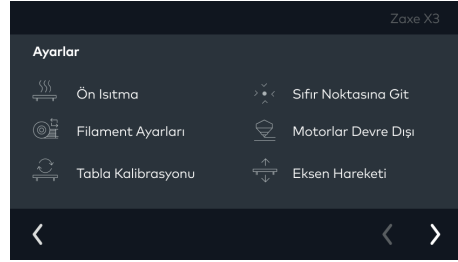 Zaxe X3
Ayarlar
Ön Isıtma
Sıfır Noktasına Git
Filament Ayarları
Motorlar Devre Dışı
Tabla Kalibrasyonu
Eksen Hareketi